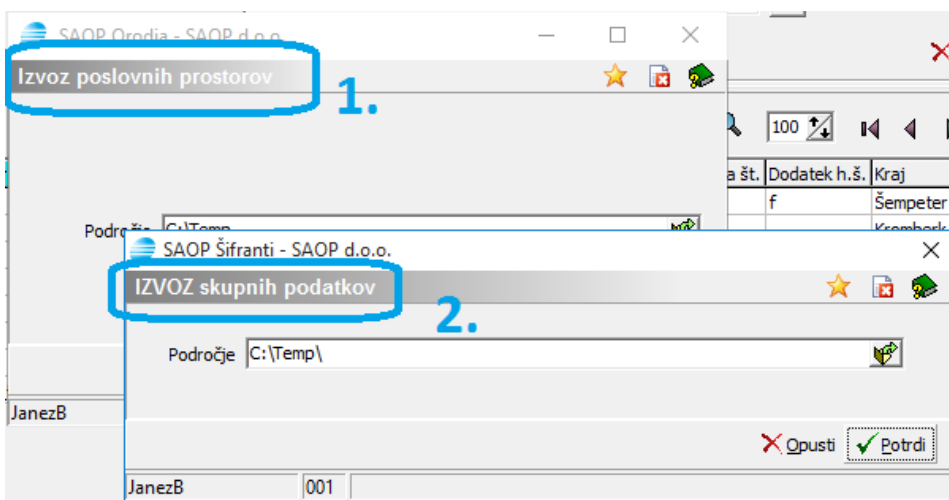 SAOP Orodja - SAOP d.o.o.
Izvoz poslovnih prostorov
1.
100
a št. Dodatek h.š. Kraj
f Šempeter
Kromberk
C:\Temp
SAOP Šifranti - SAOP d.o.o.
IZVOZ skupnih podatkov
2.
Področje C:\Temp\
JanezB
Opusti Potrdi
JanezB 001